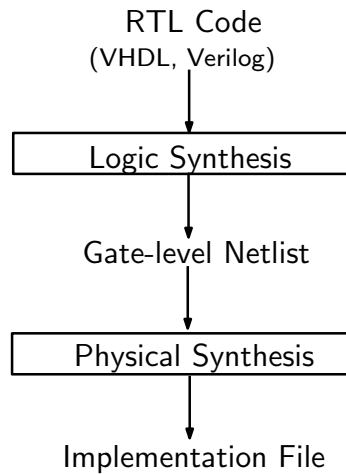 RTL Code
(VHDL, Verilog)
Logic Synthesis
Gate-level Netlist
Physical Synthesis
Implementation File